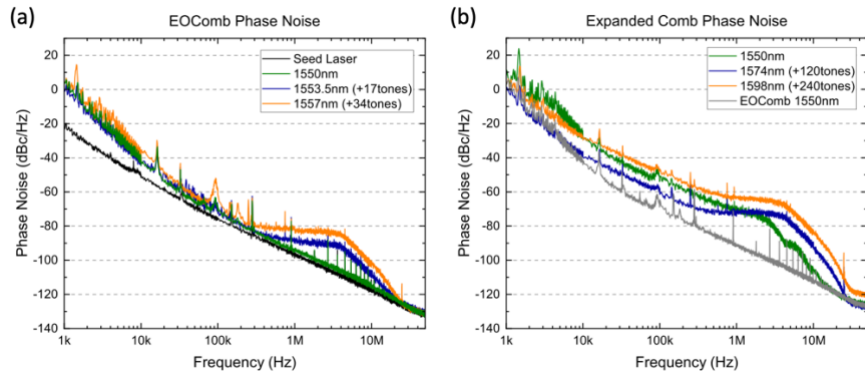 (a)
EOComb Phase Noise
Phase Noise (dBc/Hz)
20
0
-20
-40
-60
-80
-100
-120
-140
Seed Laser
1550nm
1553.5nm (+17tones)
1557nm (+34tones)
1k
10k
100k
1M
10M
Frequency (Hz)
(b)
Expanded Comb Phase Noise
Phase Noise (dBc/Hz)
40
20
0
-20
-40
-60
-80
-100
-120
-140
1550nm
1574nm (+120tones)
1598nm (+240tones)
EOComb 1550nm
1k
10k
100k
1M
10M
Frequency (Hz)